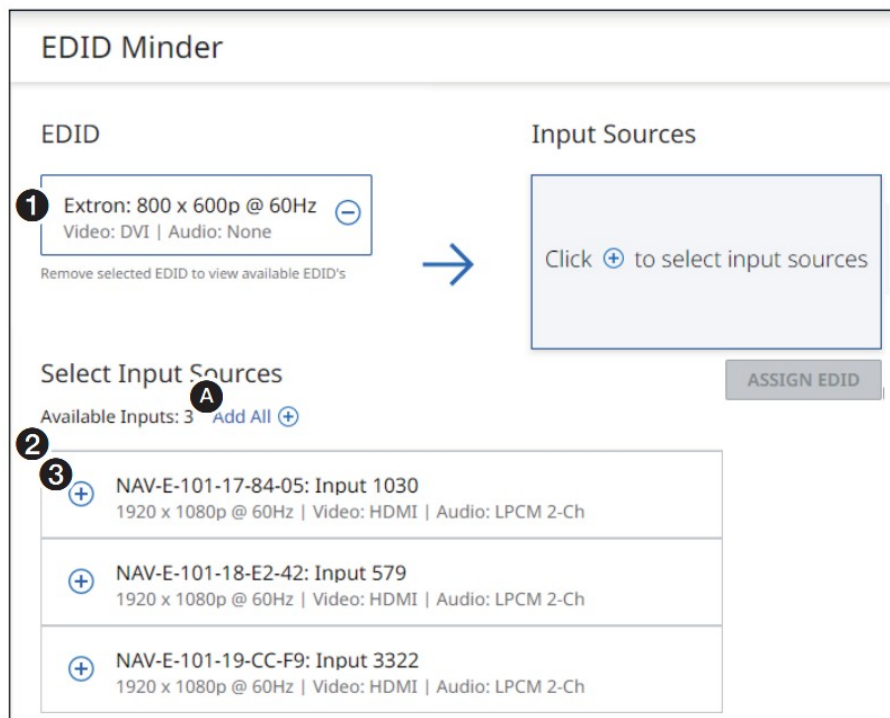 EDID Minder
EDID
Input Sources
1
Extron: 800 x 600p @ 60Hz
Video: DVI | Audio: None
Remove selected EDID to view available EDID's
Click + to select input sources
Select Input Sources
ASSIGN EDID
A
Available Inputs: 3 Add All
2
3
NAV-E-101-17-84-05: Input 1030
1920 x 1080p @ 60Hz | Video: HDMI | Audio: LPCM 2-Ch
NAV-E-101-18-E2-42: Input 579
1920 x 1080p @ 60Hz | Video: HDMI | Audio: LPCM 2-Ch
NAV-E-101-19-CC-F9: Input 3322
1920 x 1080p @ 60Hz | Video: HDMI | Audio: LPCM 2-Ch